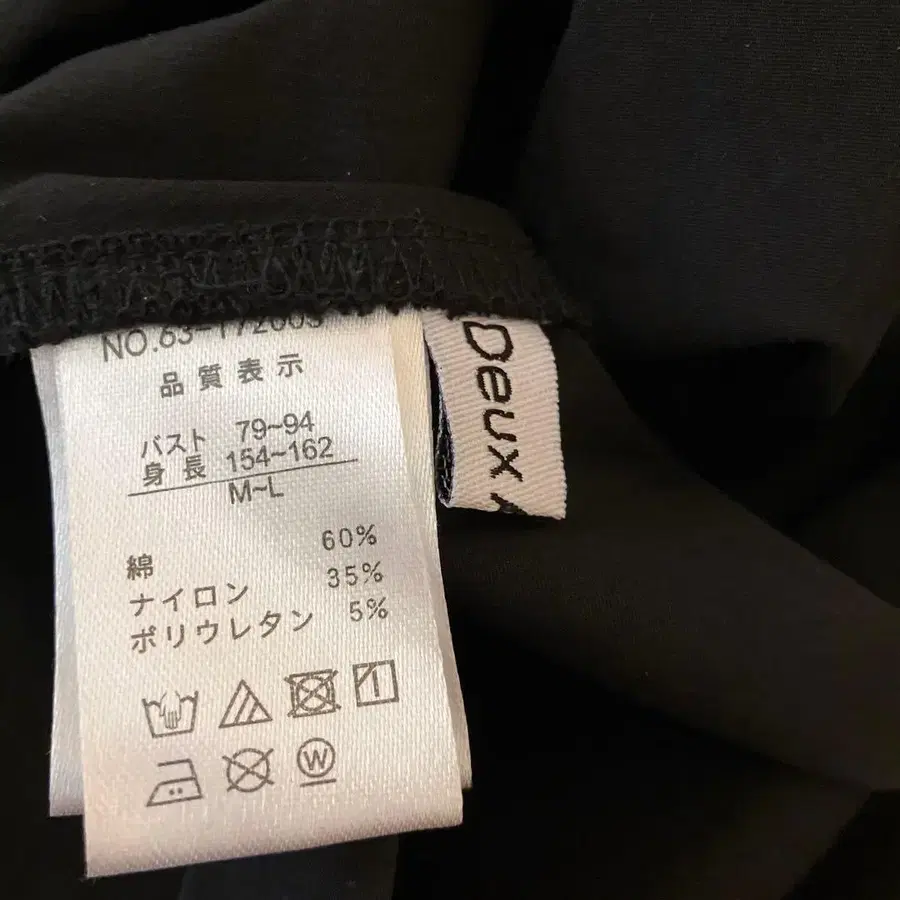 品質表示
バスト 79~94
身長 154~162
M~L
綿 60%
ナイロン 35%
ポリウレタン 5%
W
Deux